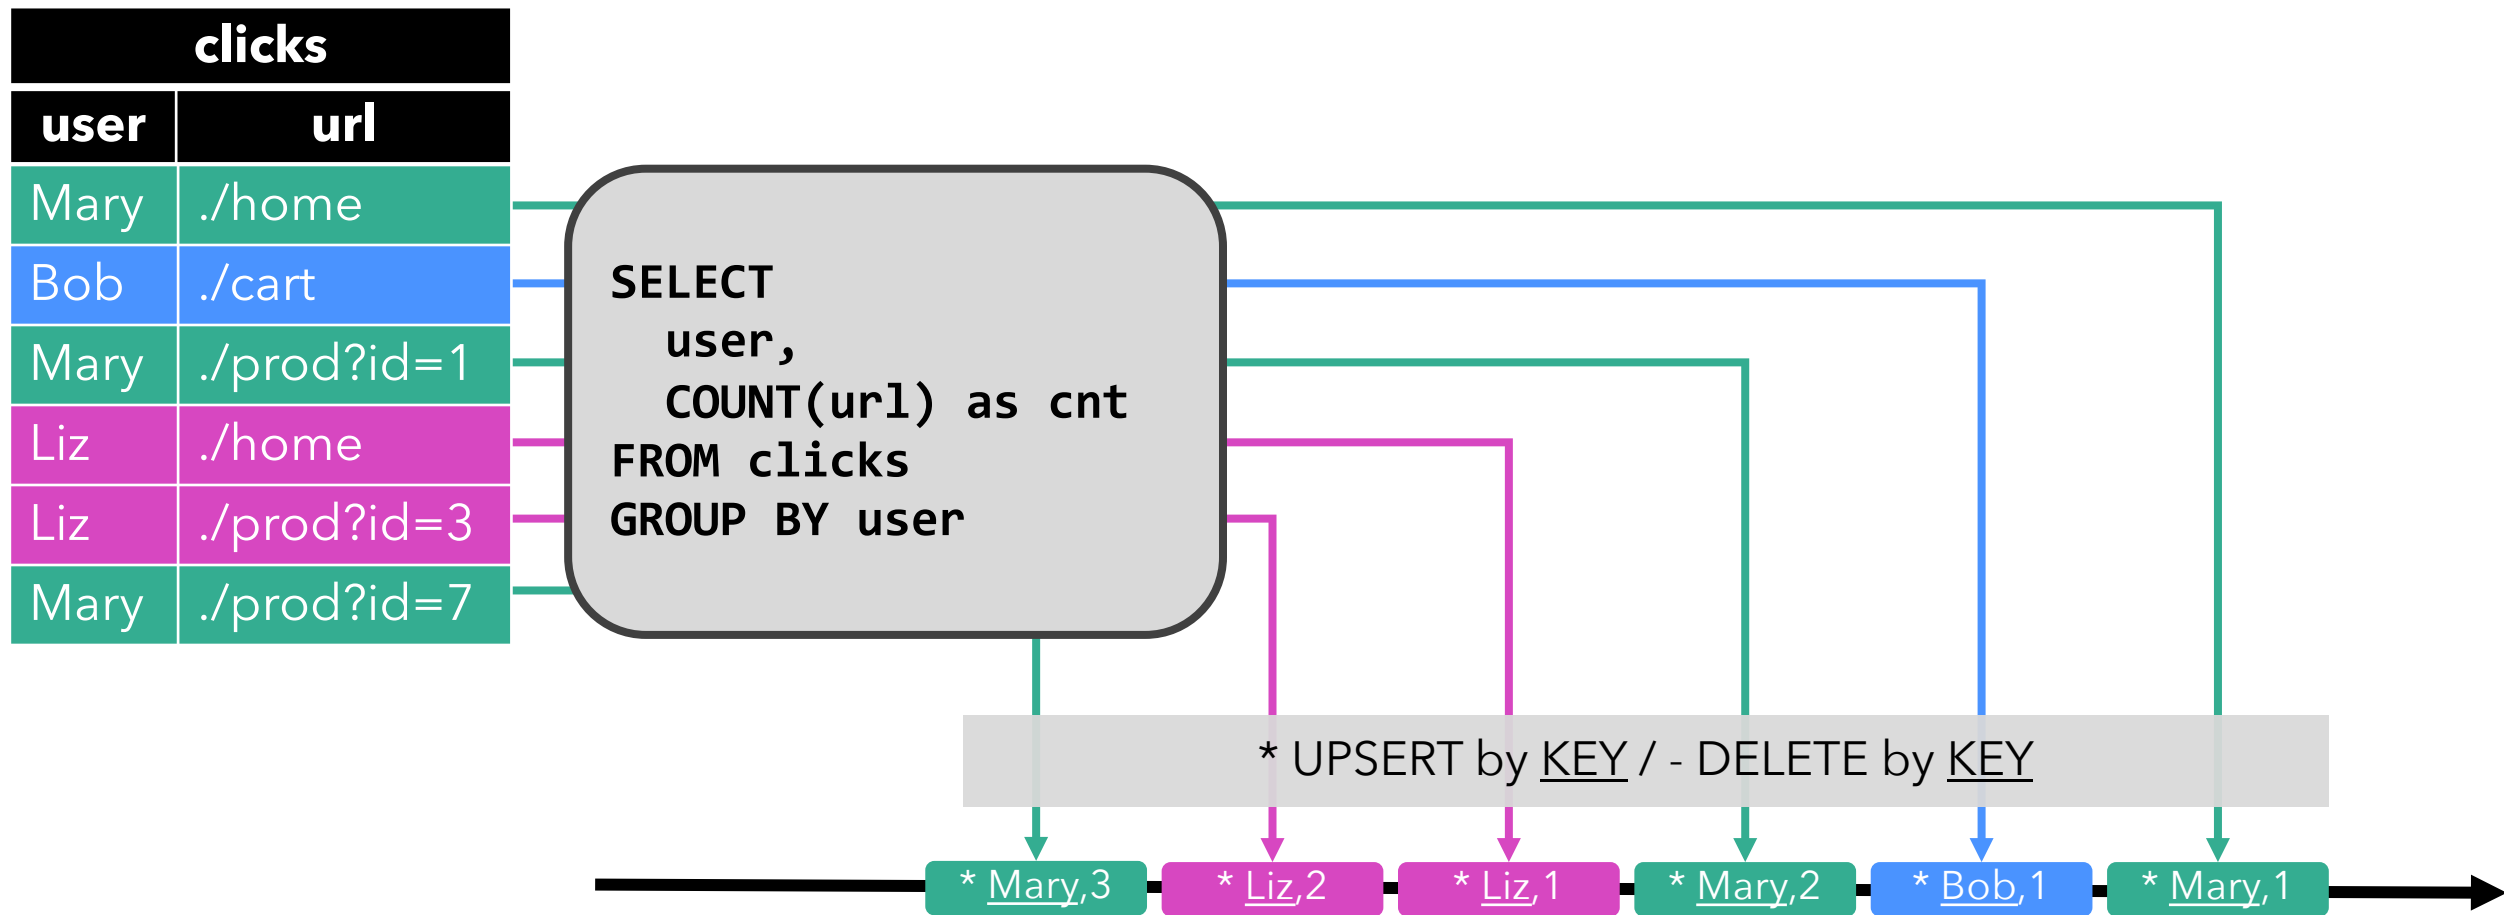 clicks
user url
Mary ./home
Bob ./cart
Mary ./prod?id=1
Liz ./home
Liz ./prod?id=3
Mary ./prod?id=7
SELECT
user,
COUNT(url) as cnt
FROM clicks
GROUP BY user
* UPSERT by KEY / - DELETE by KEY
* Mary,3
* Liz,2
* Liz,1
* Mary,2
* Bob,1
* Mary,1